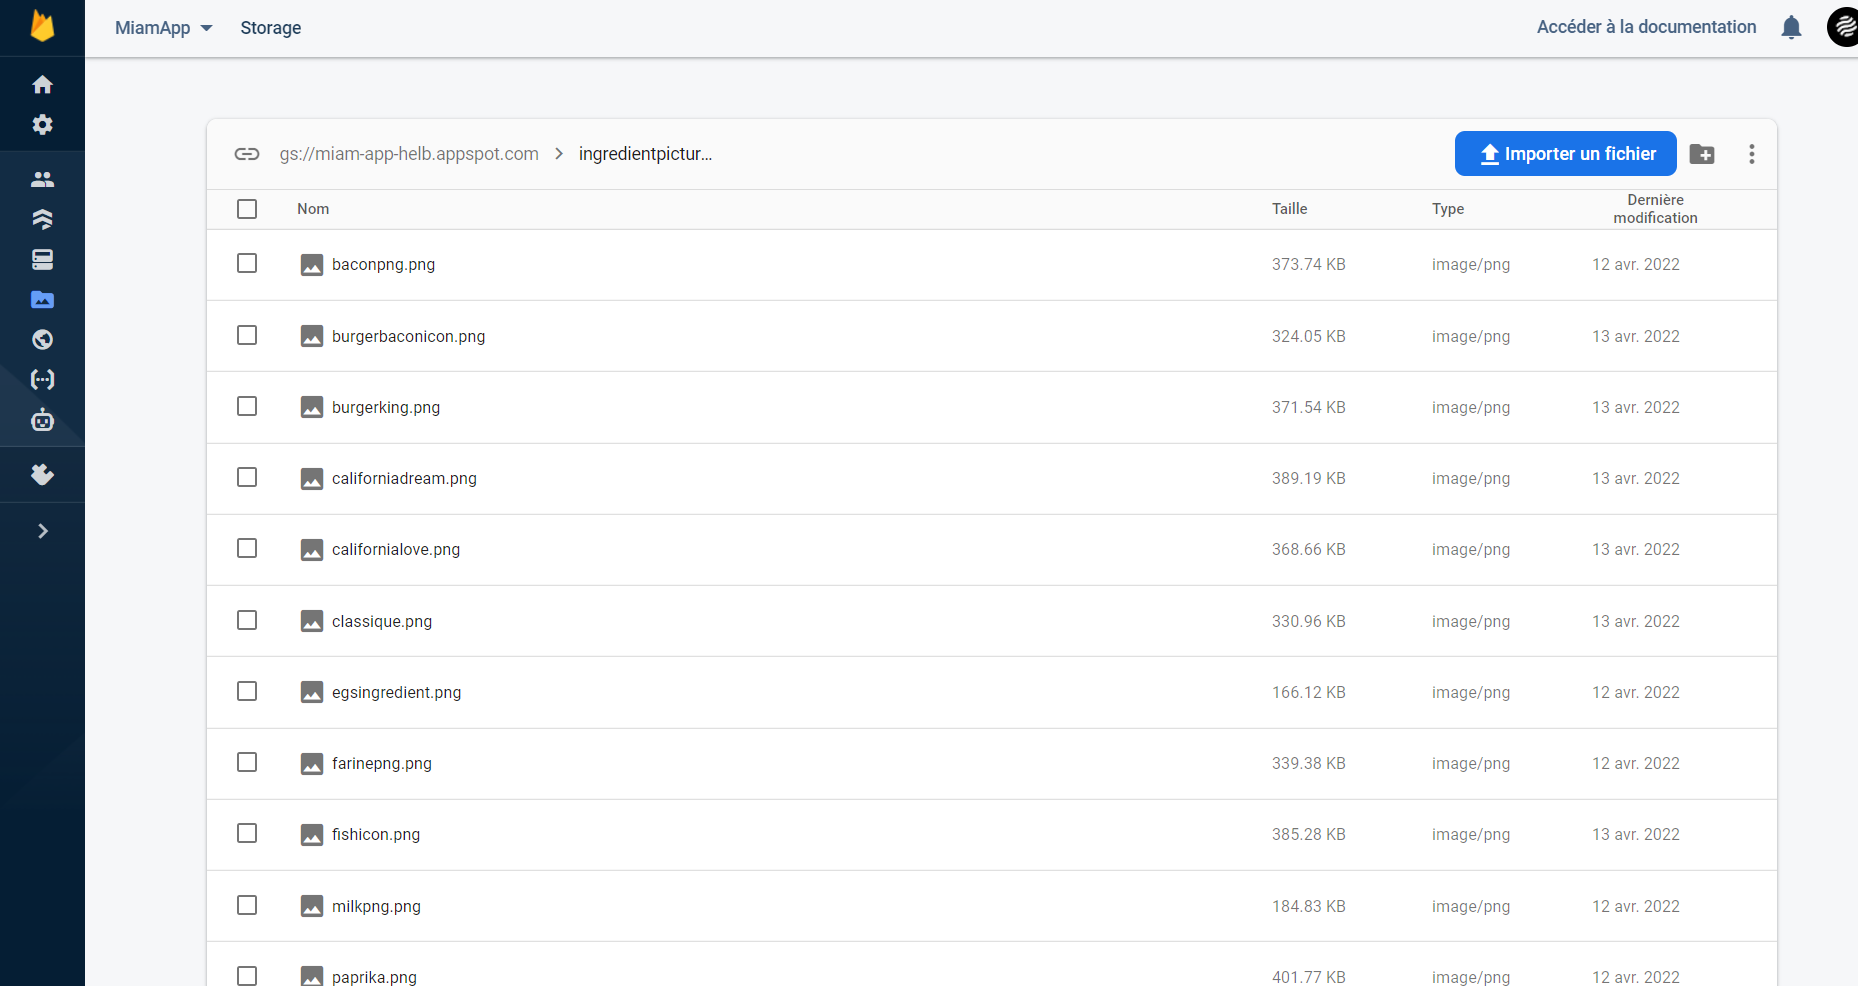 MiamApp Storage Accéder à la documentation
gs://miam-app-helb.appspot.com ingredientpictur... Importer un fichier
Nom Taille Type Dernière modification
baconpng.png 373.74 KB image/png 12 avr. 2022
burgerbaconicon.png 324.05 KB image/png 13 avr. 2022
burgerking.png 371.54 KB image/png 13 avr. 2022
californiadream.png 389.19 KB image/png 13 avr. 2022
californialove.png 368.66 KB image/png 13 avr. 2022
classique.png 330.96 KB image/png 13 avr. 2022
egsingredient.png 166.12 KB image/png 12 avr. 2022
farinepng.png 339.38 KB image/png 12 avr. 2022
fishicon.png 385.28 KB image/png 13 avr. 2022
milkpng.png 184.83 KB image/png 12 avr. 2022
paprika.png 401.77 KB image/png 12 avr. 2022